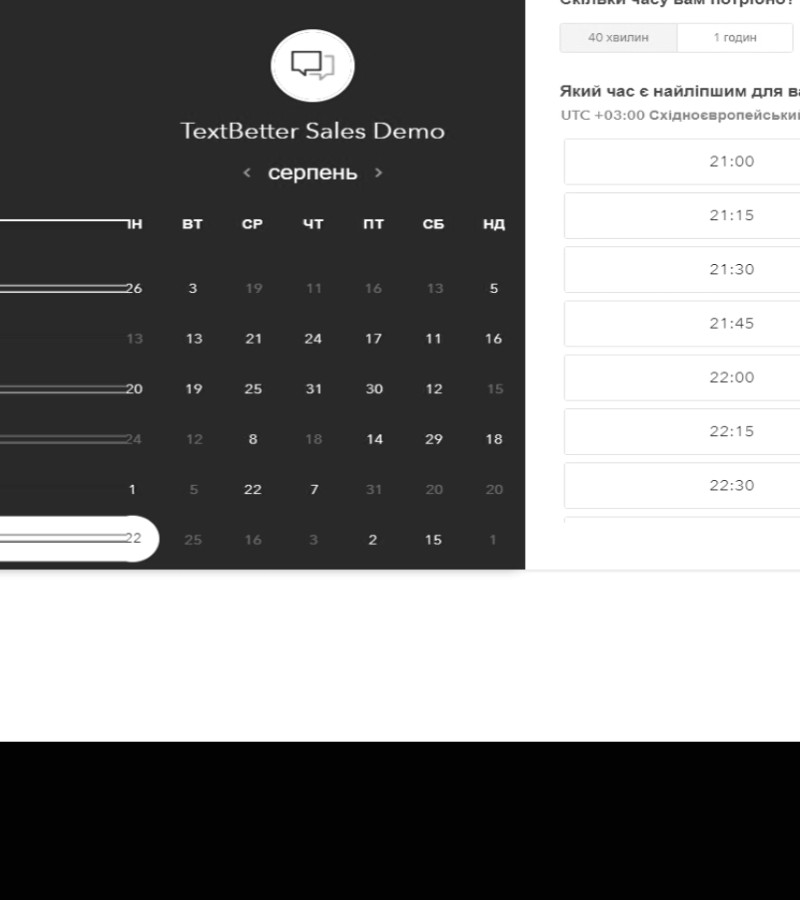 TextBetter Sales Demo
серпень
ПН ВТ СР ЧТ ПТ СБ НД
26 3 19 11 16 13 5
13 13 21 24 17 11 16
20 19 25 31 30 12 15
24 12 8 18 14 29 18
1 5 22 7 31 20 20
22 25 16 3 2 15 1
Скільки часу вам потрібно?
40 хвилин 1 годин
Який час є найліпшим для
UTC +03:00
21:00
21:15
21:30
21:45
22:00
22:15
22:30